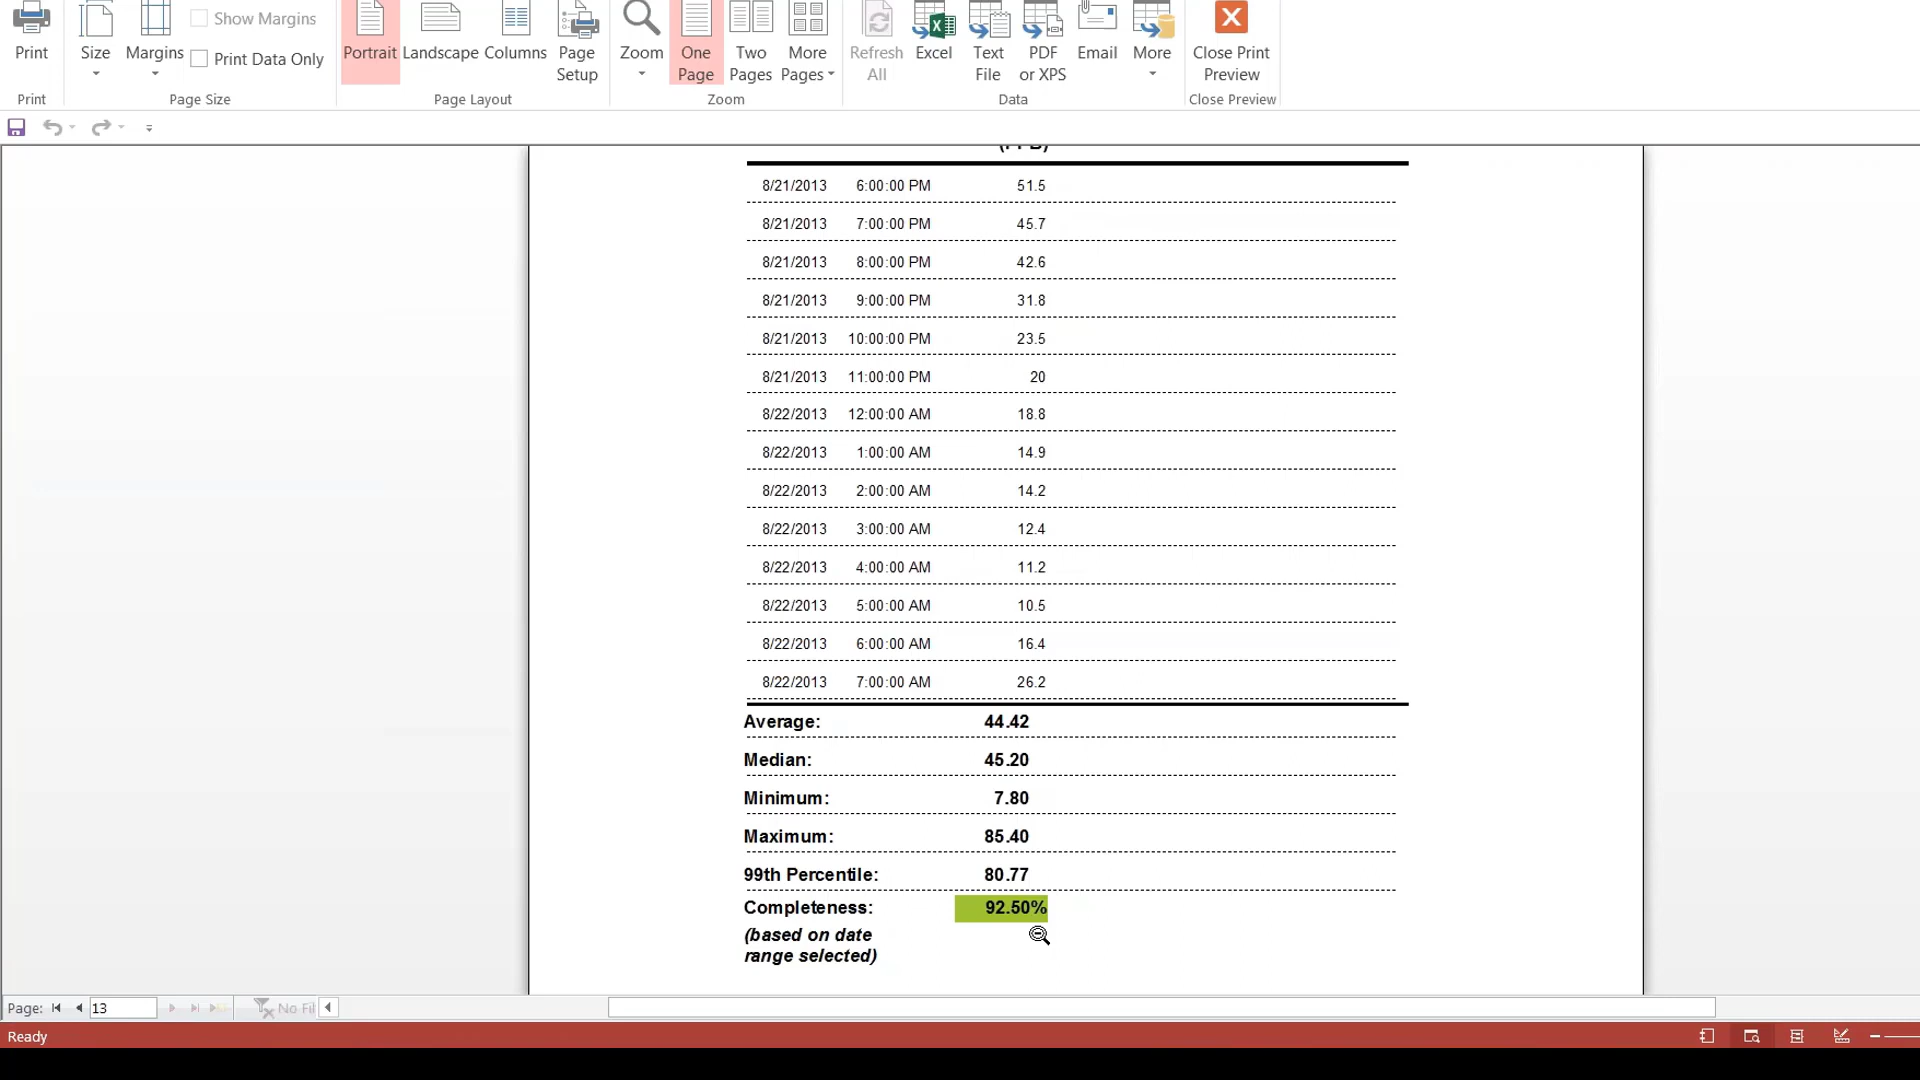 Show Margins
Print Data Only
Print
Size
Margins
Portrait
Landscape
Columns
Page
Setup
Zoom
One
Page
Two
Pages
More
Pages
Refresh
All
Excel
Text
File
PDF
or XPS
Email
More
Close Print
Preview
Print
Page Size
Page Layout
Zoom
Data
Close Preview
8/21/2013 6:00:00 PM 51.5
8/21/2013 7:00:00 PM 45.7
8/21/2013 8:00:00 PM 42.6
8/21/2013 9:00:00 PM 31.8
8/21/2013 10:00:00 PM 23.5
8/21/2013 11:00:00 PM 20
8/22/2013 12:00:00 AM 18.8
8/22/2013 1:00:00 AM 14.9
8/22/2013 2:00:00 AM 14.2
8/22/2013 3:00:00 AM 12.4
8/22/2013 4:00:00 AM 11.2
8/22/2013 5:00:00 AM 10.5
8/22/2013 6:00:00 AM 16.4
8/22/2013 7:00:00 AM 26.2
Average: 44.42
Median: 45.20
Minimum: 7.80
Maximum: 85.40
99th Percentile: 80.77
Completeness: 92.50%
(based on date
range selected)
Page: 13 No Fil
Ready